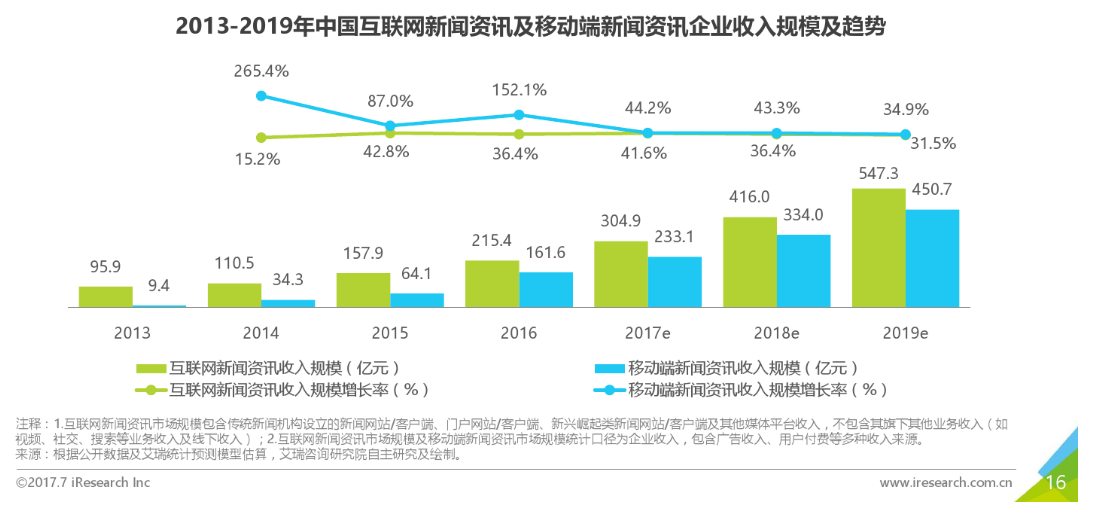 2013-2019年中国互联网新闻资讯及移动端新闻资讯企业收入规模及趋势
265.4% 87.0% 152.1% 44.2% 43.3% 34.9%
15.2% 42.8% 36.4% 41.6% 36.4% 31.5%
95.9 110.5 157.9 215.4 304.9 416.0 547.3
9.4 34.3 64.1 161.6 233.1 334.0 450.7
2013 2014 2015 2016 2017e 2018e 2019e
互联网新闻资讯收入规模（亿元） 移动端新闻资讯收入规模（亿元）
互联网新闻资讯收入规模增长率（%） 移动端新闻资讯收入规模增长率（%）
注释：1.互联网新闻资讯市场规模包含传统新闻机构设立的新闻网站/客户端、门户网站/客户端、新兴崛起类新闻网站/客户端及其他媒体平台收入，不包含其旗下其他业务收入（如
视频、社交、搜索等业务收入及线下收入）；2.互联网新闻资讯市场规模及移动端新闻资讯市场规模统计口径为企业收入，包含广告收入、用户付费等多种收入来源。
来源：根据公开数据及艾瑞统计预测模型估算，艾瑞咨询研究院自主研究及绘制。
©2017.7 iResearch Inc www.iresearch.com.cn 16